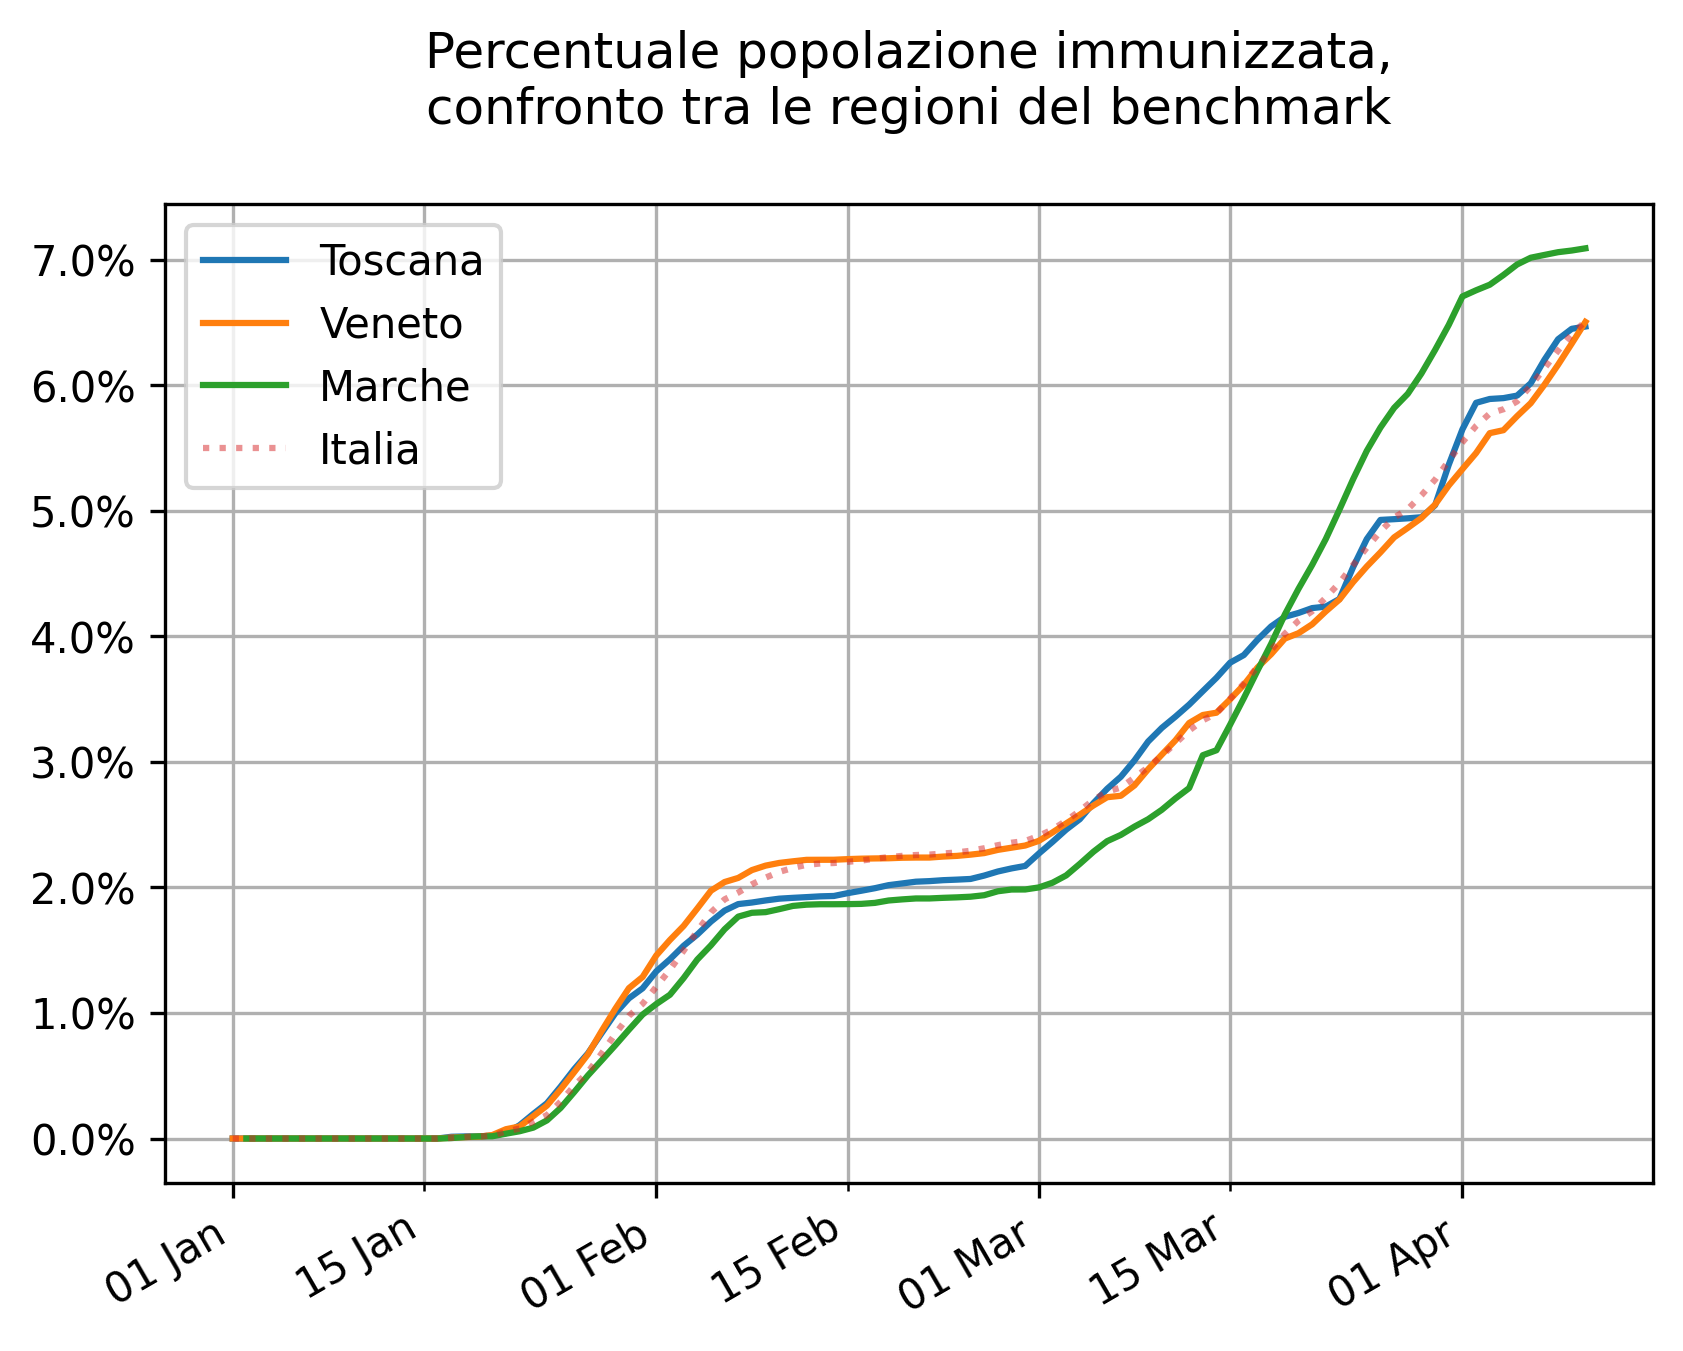 Percentuale popolazione immunizzata,
confronto tra le regioni del benchmark
Toscana
Veneto
Marche
Italia
7.0%
6.0%
5.0%
4.0%
3.0%
2.0%
1.0%
0.0%
01 Jan
15 Jan
01 Feb
15 Feb
01 Mar
15 Mar
01 Apr